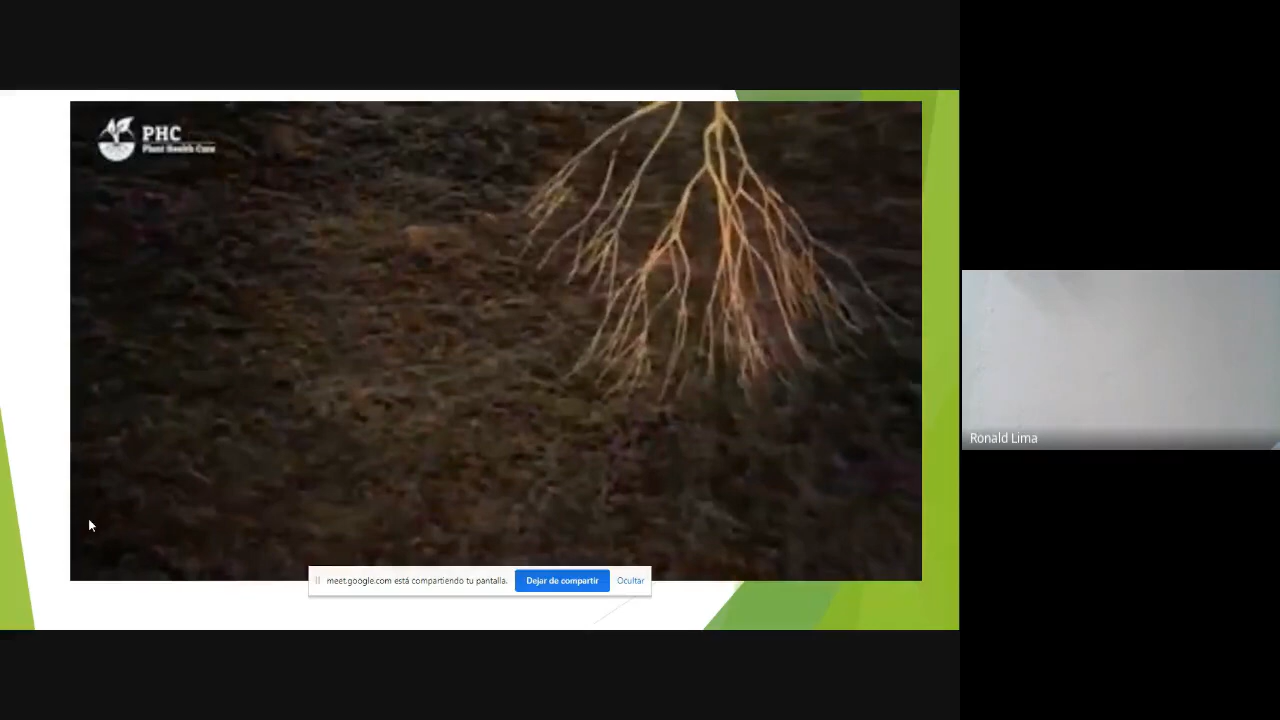 PHC
Plant Health Care
meet.google.com está compartiendo tu pantalla.
Dejar de compartir
Ocultar
Ronald Lima